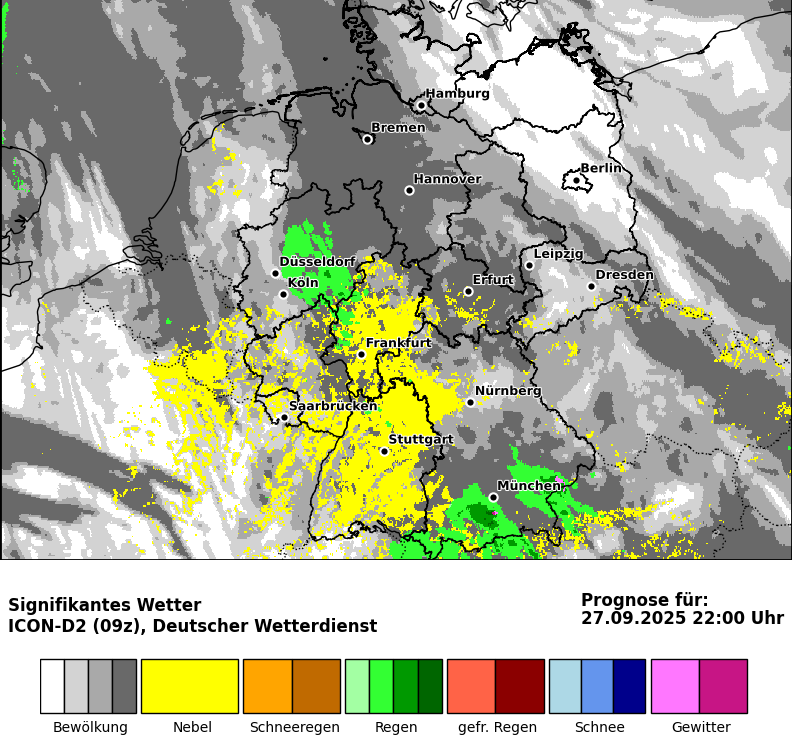 Hamburg
Bremen
Berlin
Hannover
Düsseldorf
Leipzig
Köln
Erfurt
Dresden
Frankfurt
Nürnberg
Saarbrücken
Stuttgart
München
Signifikantes Wetter
ICON-D2 (09z), Deutscher Wetterdienst
Prognose für:
27.09.2025 22:00 Uhr
Bewölkung Nebel Schneeregen Regen gefr. Regen Schnee Gewitter